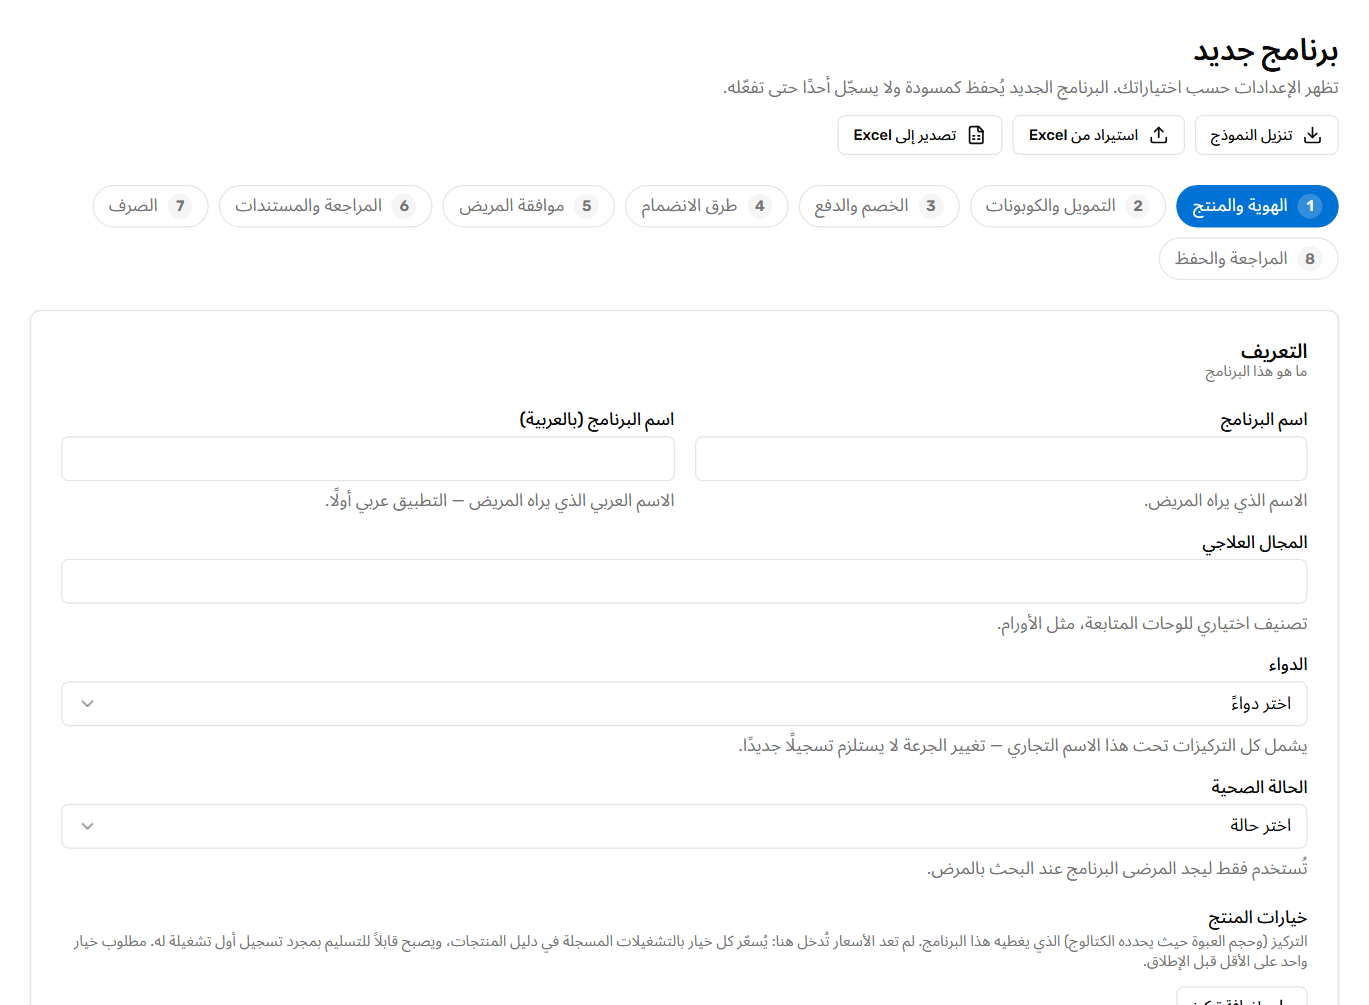 برنامج جديد
تظهر الإعدادات حسب اختياراتك. البرنامج الجديد يُحفظ كمسودة ولا يسجّل أحدًا حتى تفعّله.
تنزيل النموذج
استيراد من Excel
تصدير إلى Excel
1 الهوية والمنتج
2 التمويل والكوبونات
3 الخصم والدفع
4 طرق الانضمام
5 موافقة المريض
6 المراجعة والمستندات
7 الصرف
8 المراجعة والحفظ
التعريف
ما هو هذا البرنامج
اسم البرنامج
الاسم الذي يراه المريض.
اسم البرنامج (بالعربية)
الاسم العربي الذي يراه المريض — التطبيق عربي أولًا.
المجال العلاجي
تصنيف اختياري للوحات المتابعة، مثل الأورام.
الدواء
اختر دواءً
يشمل كل التركيزات تحت هذا الاسم التجاري — تغيير الجرعة لا يستلزم تسجيلًا جديدًا.
الحالة الصحية
اختر حالة
تُستخدم فقط ليجد المرضى البرنامج عند البحث بالمرض.
خيارات المنتج
التركيز (وحجم العبوة حيث يحدده الكتالوج) الذي يغطيه هذا البرنامج. لم تعد الأسعار تُدخل هنا: يُسعّر كل خيار بالتشغيلات المسجلة في دليل المنتجات، ويصبح قابلاً للتسليم بمجرد تسجيل أول تشغيلة له. مطلوب خيار
واحد على الأقل قبل الإطلاق.